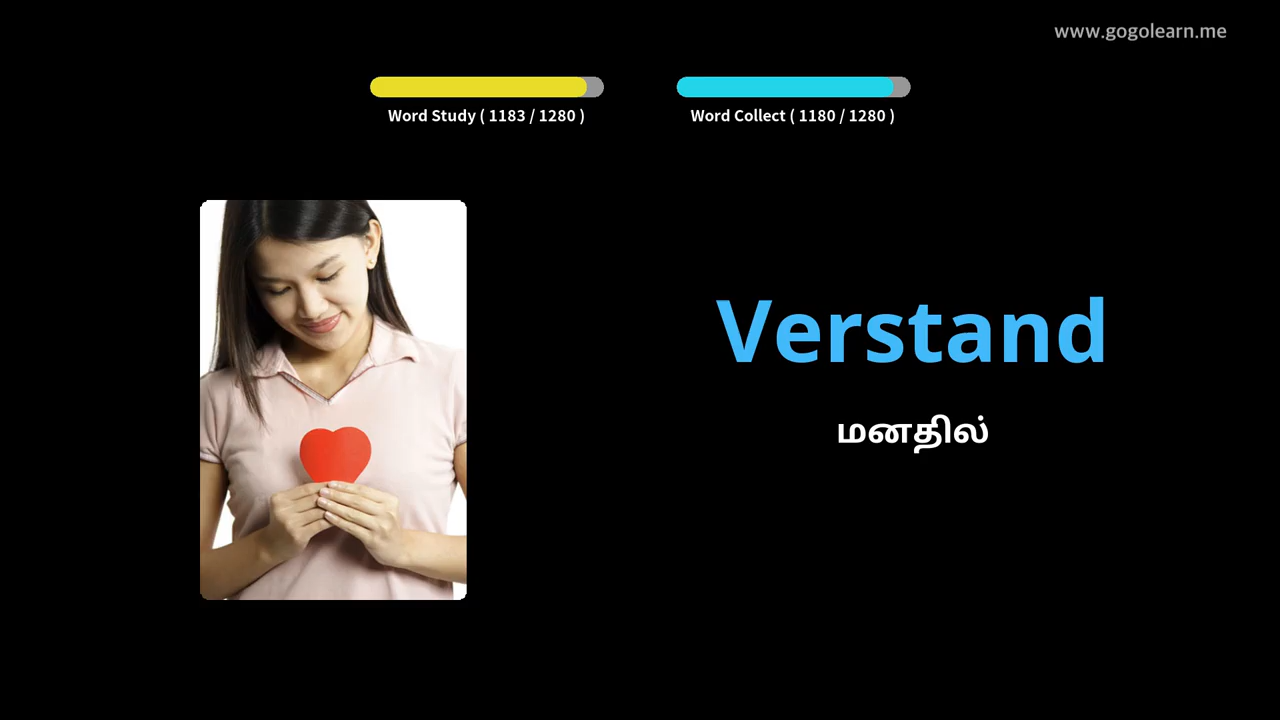 www.gogolearn.me
Word Study ( 1183 / 1280 )
Word Collect ( 1180 / 1280 )
Verstand
மனதில்